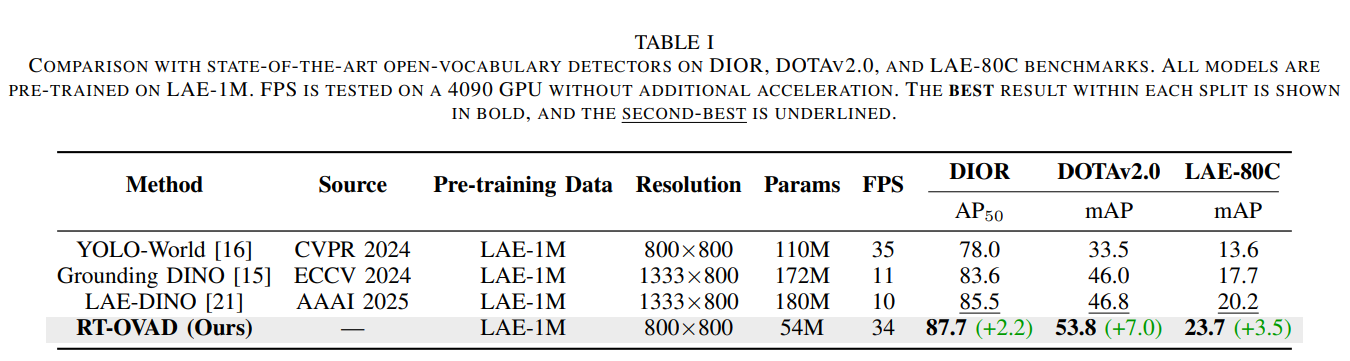 TABLE I
COMPARISON WITH STATE-OF-THE-ART OPEN-VOCABULARY DETECTORS ON DIOR, DOTAV2.0, AND LAE-80C BENCHMARKS. ALL MODELS ARE
PRE-TRAINED ON LAE-1M. FPS IS TESTED ON A 4090 GPU WITHOUT ADDITIONAL ACCELERATION. THE BEST RESULT WITHIN EACH SPLIT IS SHOWN
IN BOLD, AND THE SECOND-BEST IS UNDERLINED.
Method Source Pre-training Data Resolution Params FPS DIOR DOTAv2.0 LAE-80C
AP50 mAP mAP
YOLO-World [16] CVPR 2024 LAE-1M 800×800 110M 35 78.0 33.5 13.6
Grounding DINO [15] ECCV 2024 LAE-1M 1333×800 172M 11 83.6 46.0 17.7
LAE-DINO [21] AAAI 2025 LAE-1M 1333×800 180M 10 85.5 46.8 20.2
RT-OVAD (Ours) — LAE-1M 800×800 54M 34 87.7 (+2.2) 53.8 (+7.0) 23.7 (+3.5)